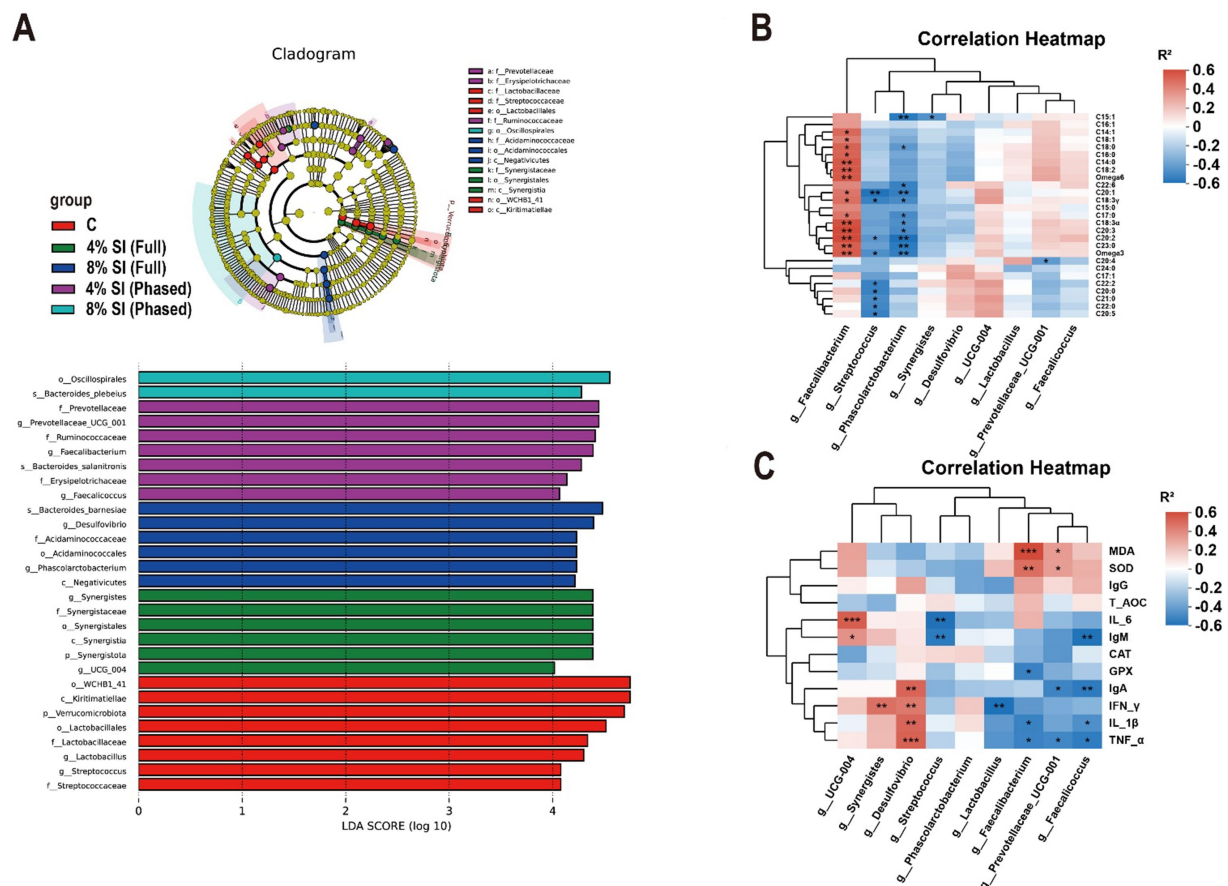 A
Cladogram
a: f__Prevotellaceae
b: f__Erysipelotrichaceae
c: f__Lactobacillaceae
d: f__Streptococcaceae
e: o__Lactobacillales
f: f__Ruminococcaceae
g: o__Oscillospirales
h: f__Acidaminococcaceae
i: o__Acidaminococcales
j: c__Negativicutes
k: f__Synergistaceae
l: o__Synergistales
m: c__Synergistia
n: o__WCHB1_41
o: c__Kiritimatiellae
group
C
4% SI (Full)
8% SI (Full)
4% SI (Phased)
8% SI (Phased)
o__Oscillospirales
s__Bacteroides_plebeius
f__Prevotellaceae
g__Prevotellaceae_UCG_001
f__Ruminococcaceae
g__Faecalibacterium
s__Bacteroides_salanitronis
f__Erysipelotrichaceae
g__Faecalicoccus
s__Bacteroides_barnesiae
g__Desulfovibrio
f__Acidaminococcaceae
o__Acidaminococcales
g__Phascolarctobacterium
c__Negativicutes
g__Synergistes
f__Synergistaceae
o__Synergistales
c__Synergistia
p__Synergistota
g__UCG_004
o__WCHB1_41
c__Kiritimatiellae
p__Verrucomicrobiota
o__Lactobacillales
f__Lactobacillaceae
g__Lactobacillus
g__Streptococcus
f__Streptococcaceae
0 1 2 3 4
LDA SCORE (log 10)
B
Correlation Heatmap
R²
0.6
0.4
0.2
0
-0.2
-0.4
-0.6
** * C15:1
C16:1
* C14:1
* C18:1
* * C18:0
* C16:0
** C14:0
** C18:2
** Omega6
* C22:6
* ** ** C20:1
* * * C18:3γ
C15:0
* * C17:0
** * C18:3α
** * C20:3
** * ** C20:2
** ** C23:0
** * ** Omega3
* C20:4
C24:0
C17:1
* C22:2
* C20:0
* C21:0
* C22:0
* C20:5
g__Faecalibacterium
g__Streptococcus
g__Phascolarctobacterium
g__Synergistes
g__Desulfovibrio
g__UCG-004
g__Lactobacillus
g__Prevotellaceae_UCG-001
g__Faecalicoccus
C
Correlation Heatmap
R²
0.6
0.4
0.2
0
-0.2
-0.4
-0.6
*** * MDA
** * SOD
IgG
T_AOC
*** ** IL_6
* ** ** IgM
CAT
* GPX
** * ** IgA
** ** ** IFN_γ
** * * IL_1β
*** * * * TNF_α
g__UCG-004
g__Synergistes
g__Desulfovibrio
g__Streptococcus
g__Phascolarctobacterium
g__Lactobacillus
g__Faecalibacterium
g__Prevotellaceae_UCG-001
g__Faecalicoccus